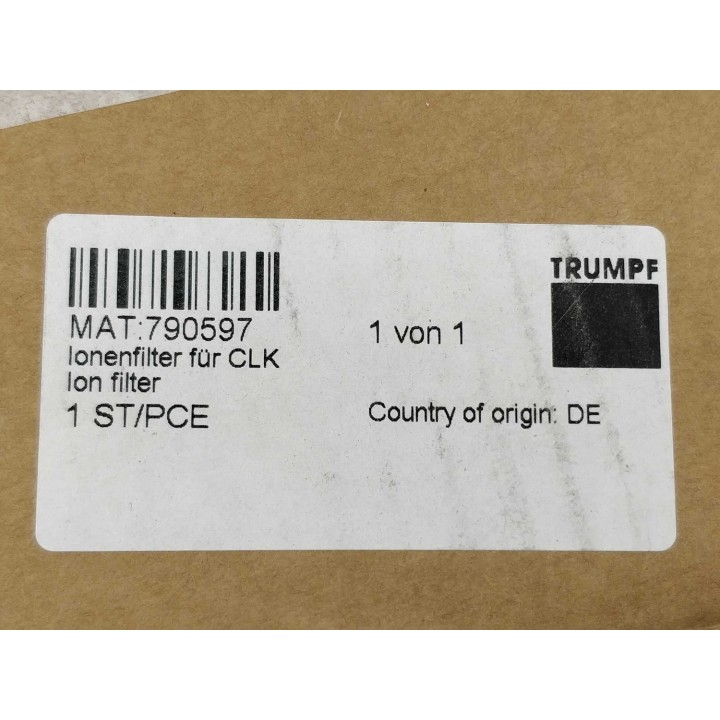 TRUMPF
MAT:790597
Ionenfilter für CLK
Ion filter
1 ST/PCE
1 von 1
Country of origin: DE